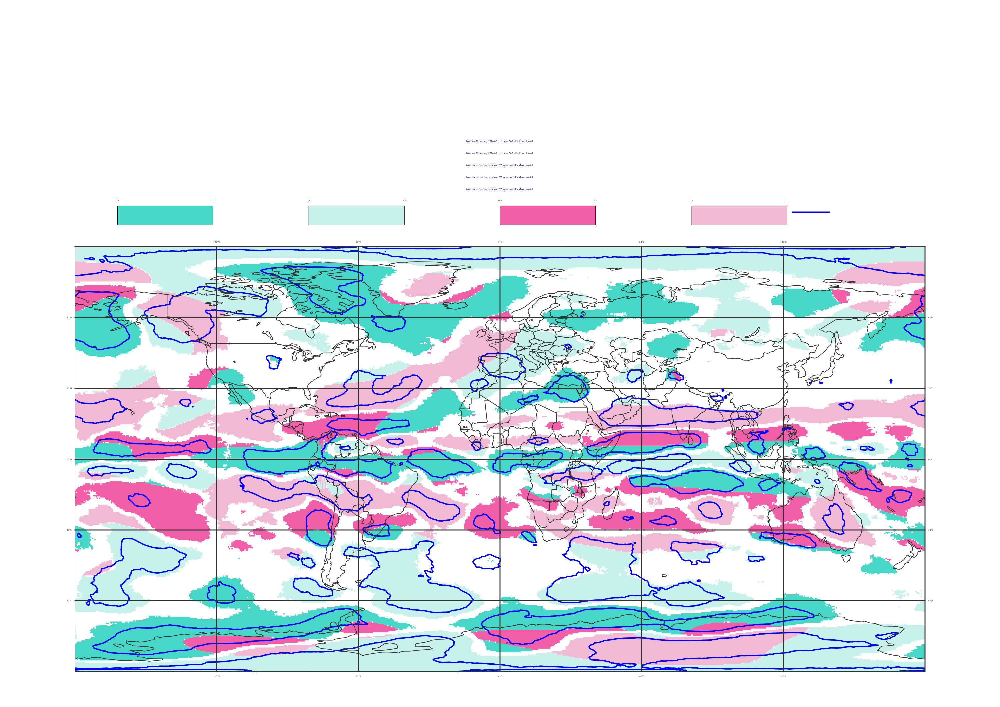 Monday 01 January 2024 06 UTC ecmf 500 hPa Geopotential
Monday 01 January 2024 06 UTC ecmf 500 hPa Geopotential
Monday 01 January 2024 06 UTC ecmf 500 hPa Geopotential
Monday 01 January 2024 06 UTC ecmf 500 hPa Geopotential
Monday 01 January 2024 06 UTC ecmf 500 hPa Geopotential
0.9 1.1 0.9 1.1 0.9 1.1 0.9 1.1
120°W 60°W 0°E 60°E 120°E
60°N 60°N
30°N 30°N
0°N 0°N
30°S 30°S
60°S 60°S
120°W 60°W 0°E 60°E 120°E